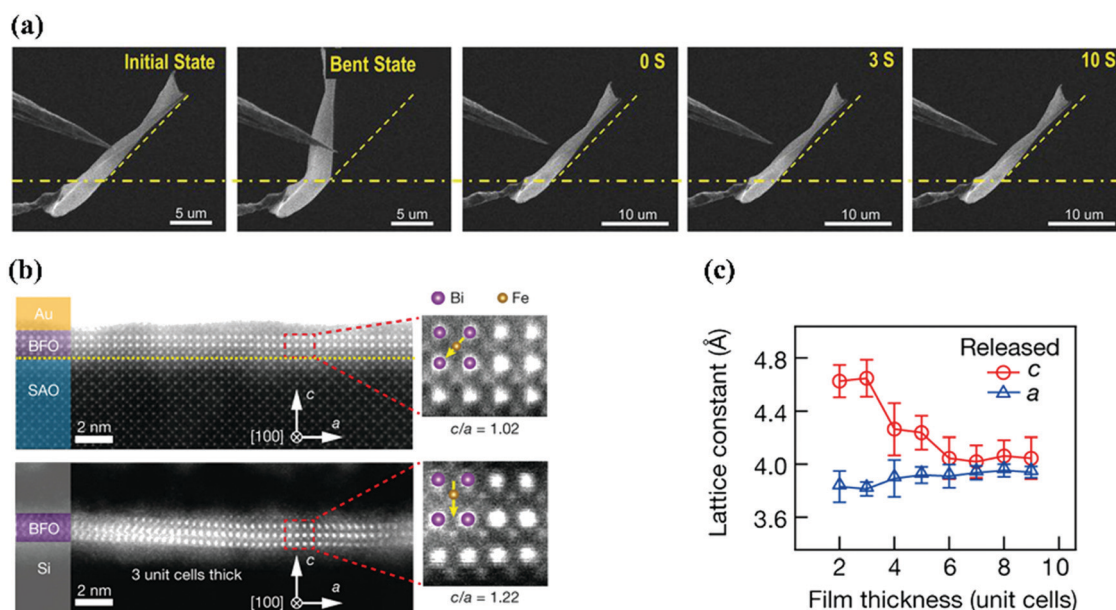 (a)
Initial State
Bent State
0 S
3 S
10 S
5 um
5 um
10 um
10 um
10 um
(b)
Au
BFO
SAO
2 nm
c
[100]
a
Bi
Fe
c/a = 1.02
BFO
Si
3 unit cells thick
2 nm
c
[100]
a
c/a = 1.22
(c)
Lattice constant (Å)
4.8
4.4
4.0
3.6
Released
c
a
2 4 6 8 10
Film thickness (unit cells)